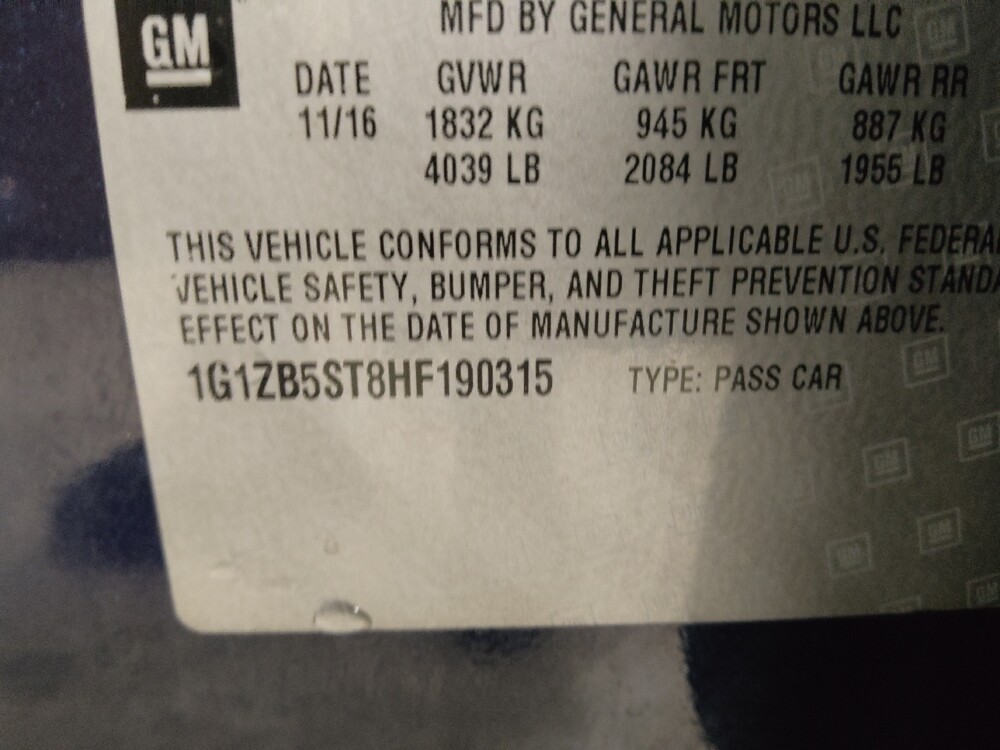 GM
MFD BY GENERAL MOTORS LLC
DATE GVWR GAWR FRT GAWR RR
11/16 1832 KG 945 KG 887 KG
4039 LB 2084 LB 1955 LB
THIS VEHICLE CONFORMS TO ALL APPLICABLE U.S. FEDERA
VEHICLE SAFETY, BUMPER, AND THEFT PREVENTION STANDA
EFFECT ON THE DATE OF MANUFACTURE SHOWN ABOVE.
1G1ZB5ST8HF190315 TYPE: PASS CAR